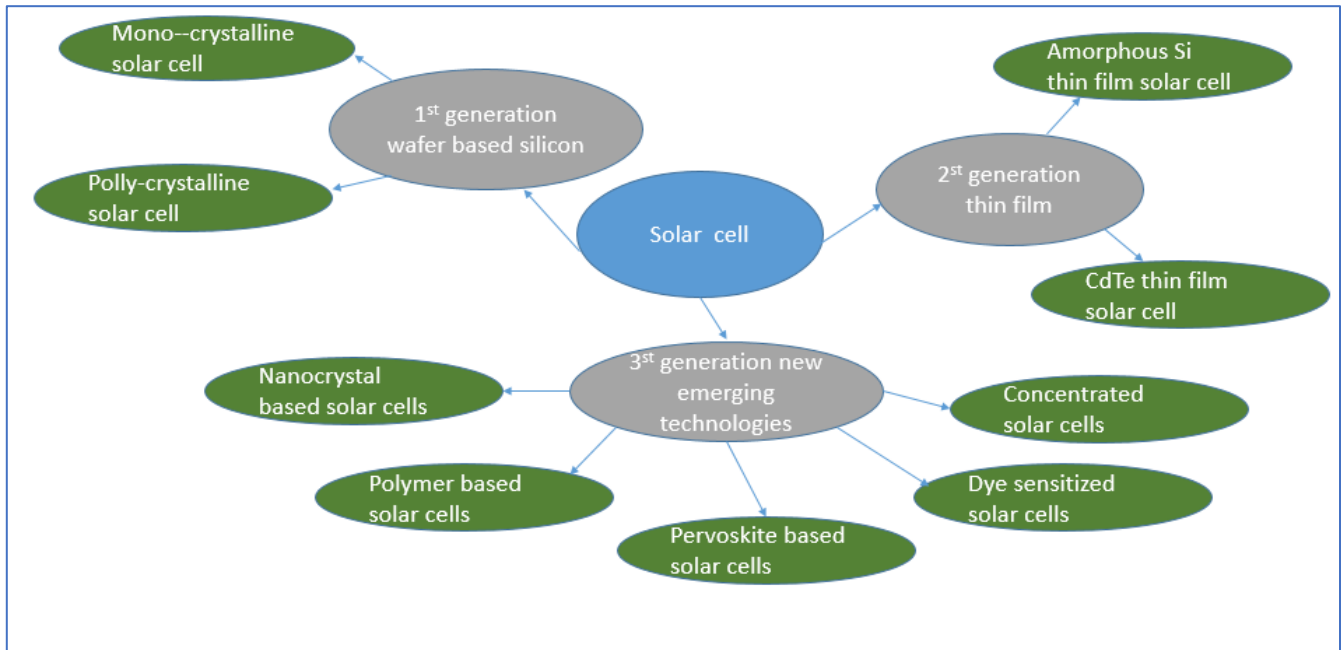 Mono--crystalline
solar cell
1st generation
wafer based silicon
Polly-crystalline
solar cell
Amorphous Si
thin film solar cell
2st generation
thin film
CdTe thin film
solar cell
Solar cell
3st generation new
emerging
technologies
Nanocrystal
based solar cells
Polymer based
solar cells
Pervoskite based
solar cells
Dye sensitized
solar cells
Concentrated
solar cells